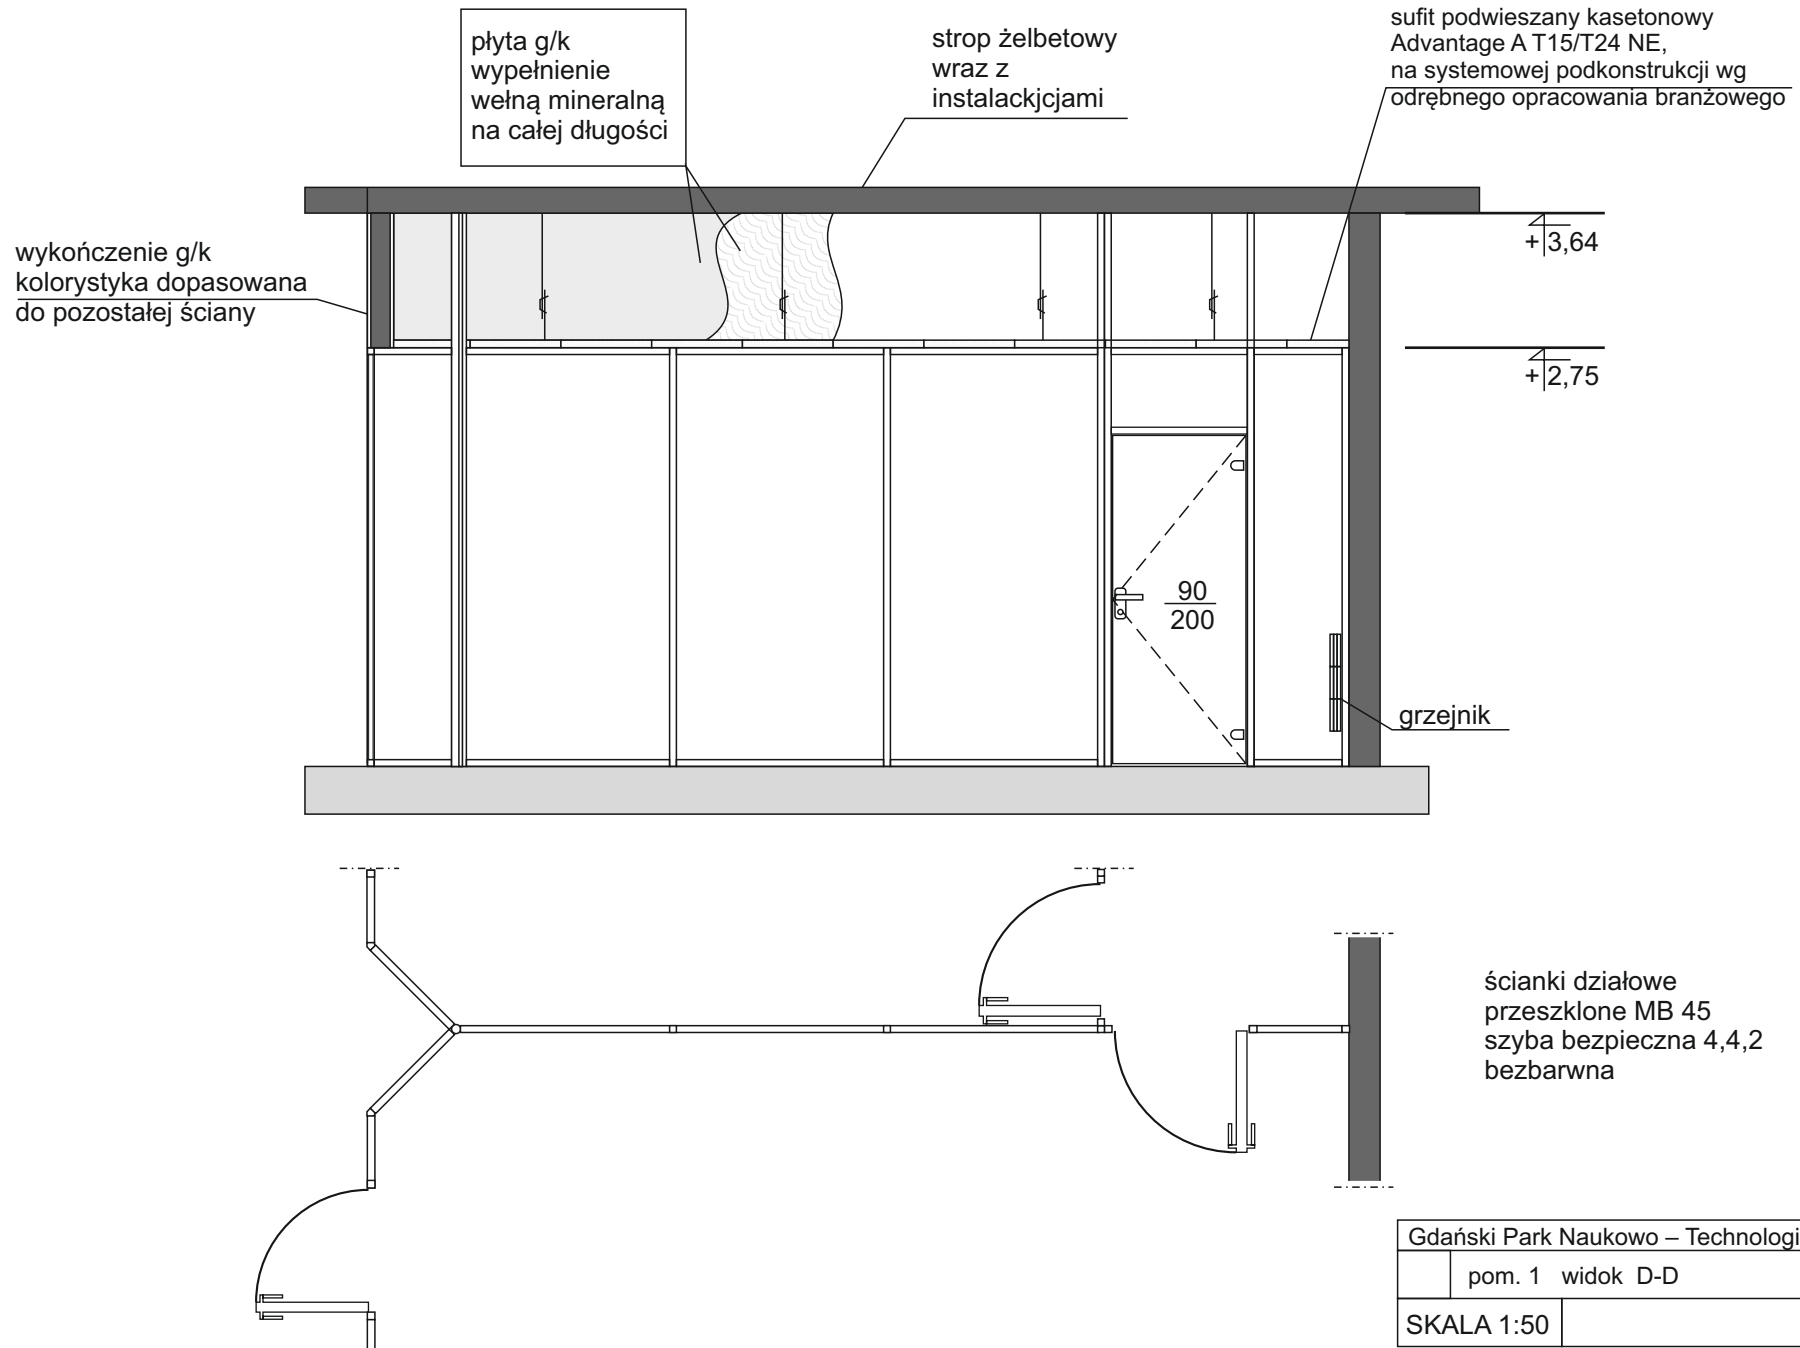 płyta g/k
wypełnienie
wełną mineralną
na całej długości
strop żelbetowy
wraz z
instalackjcjami
sufit podwieszany kasetonowy
Advantage A T15/T24 NE,
na systemowej podkonstrukcji wg
odrębnego opracowania branżowego
wykończenie g/k
kolorystyka dopasowana
do pozostałej ściany
+ 3,64
+ 2,75
90
200
grzejnik
ścianki działowe
przeszklone MB 45
szyba bezpieczna 4,4,2
bezbarwna
Gdański Park Naukowo – Technologi
pom. 1 widok D-D
SKALA 1:50